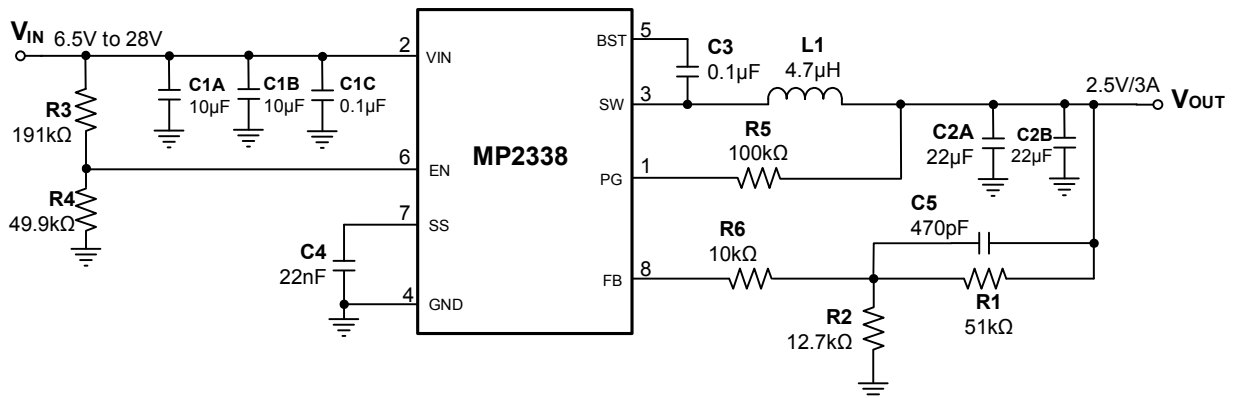 VIN 6.5V to 28V
R3
191kΩ
R4
49.9kΩ
C1A
10µF
C1B
10µF
C1C
0.1µF
C4
22nF
2 VIN
6 EN
7 SS
4 GND
MP2338
BST 5
SW 3
PG 1
FB 8
C3
0.1µF
L1
4.7µH
R5
100kΩ
R6
10kΩ
C2A
22µF
C2B
22µF
2.5V/3A VOUT
C5
470pF
R1
51kΩ
R2
12.7kΩ